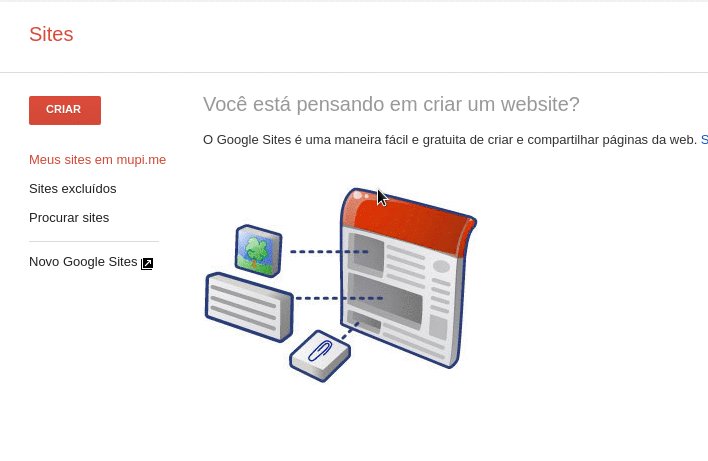 Sites
CRIAR
Meus sites em mupi.me
Sites excluídos
Procurar sites
Novo Google Sites
Você está pensando em criar um website?
O Google Sites é uma maneira fácil e gratuita de criar e compartilhar páginas da web. S